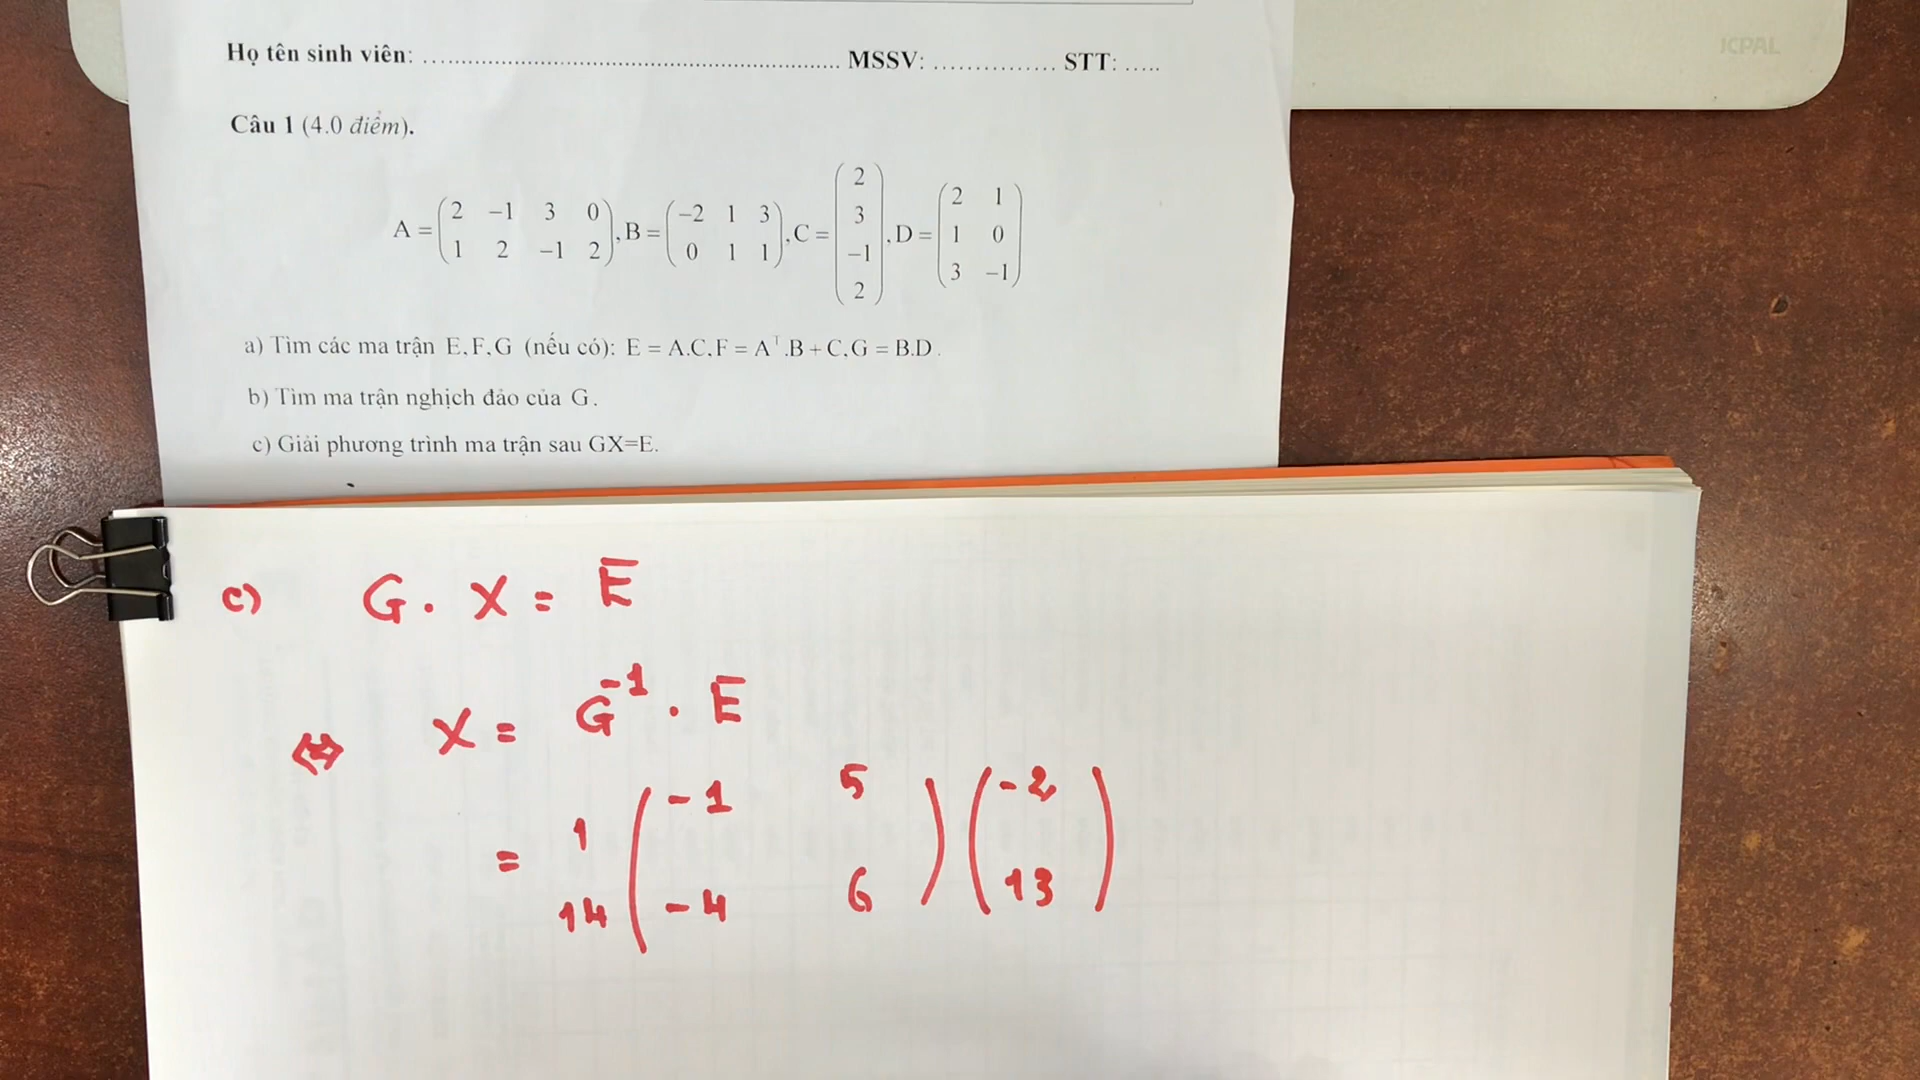 JCPAL
Họ tên sinh viên: ........................................ MSSV: ............... STT: .....
Câu 1 (4.0 điểm).
A = (2 −1 3 0
1 2 −1 2), B = (−2 1 3
0 1 1), C = (2
3
−1
2), D = (2 1
1 0
3 −1)
a) Tìm các ma trận E,F,G (nếu có): E = A.C,F = Aᵀ.B + C,G = B.D.
b) Tìm ma trận nghịch đảo của G.
c) Giải phương trình ma trận sau GX=E.
c) G . X = E
⇔ X = G⁻¹ . E
= 1/14 (−1 5
−4 6) (−2
13)